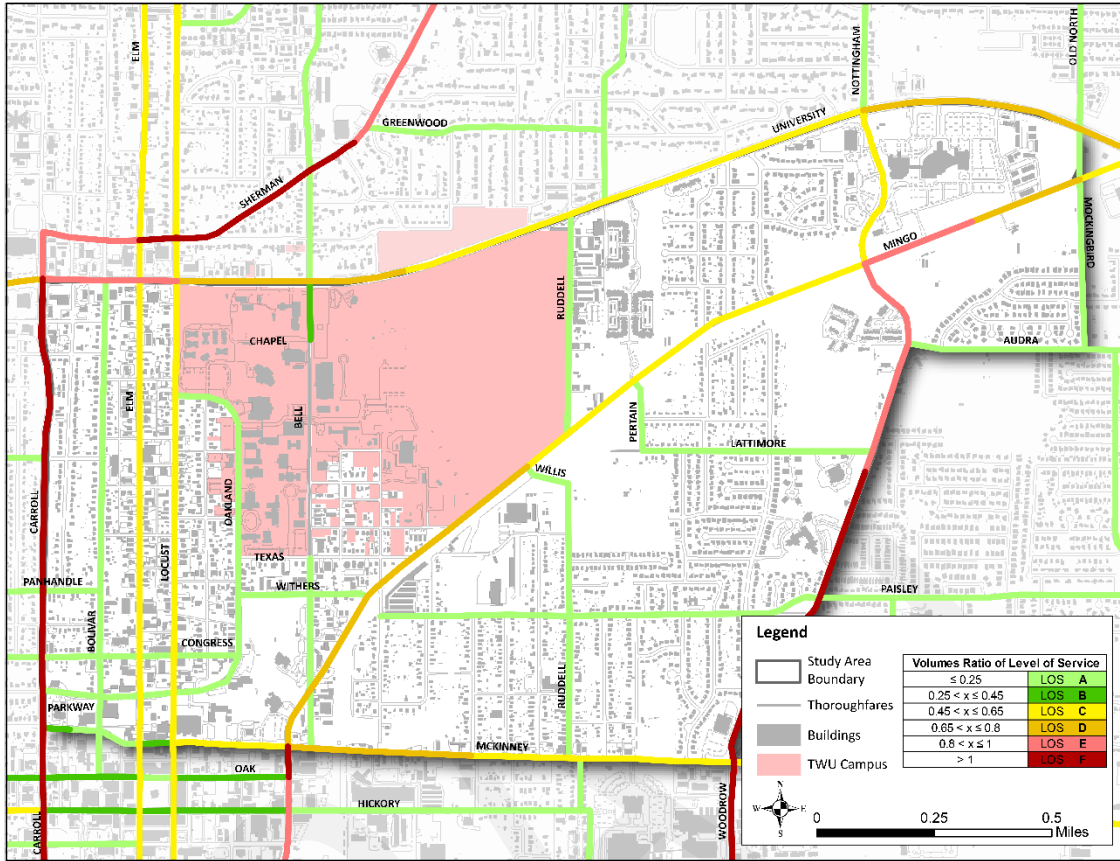 ELM
NOTTINGHAM
OLD NORTH
GREENWOOD
UNIVERSITY
SHERMAN
MINGO
MOCKINGBIRD
RUDDELL
CHAPEL
AUDRA
ELM
BELL
PERTAIN
LATTIMORE
WILLIS
CARROLL
OAKLAND
LOCUST
TEXAS
PANHANDLE
WITHERS
PAISLEY
BOLIVAR
CONGRESS
RUDDELL
PARKWAY
MCKINNEY
OAK
HICKORY
CARROLL
WOODROW
Legend
Study Area
Boundary
Thoroughfares
Buildings
TWU Campus
Volumes Ratio of Level of Service
≤ 0.25 LOS A
0.25 < x ≤ 0.45 LOS B
0.45 < x ≤ 0.65 LOS C
0.65 < x ≤ 0.8 LOS D
0.8 < x ≤ 1 LOS E
> 1 LOS F
N
W E
S
0 0.25 0.5
Miles